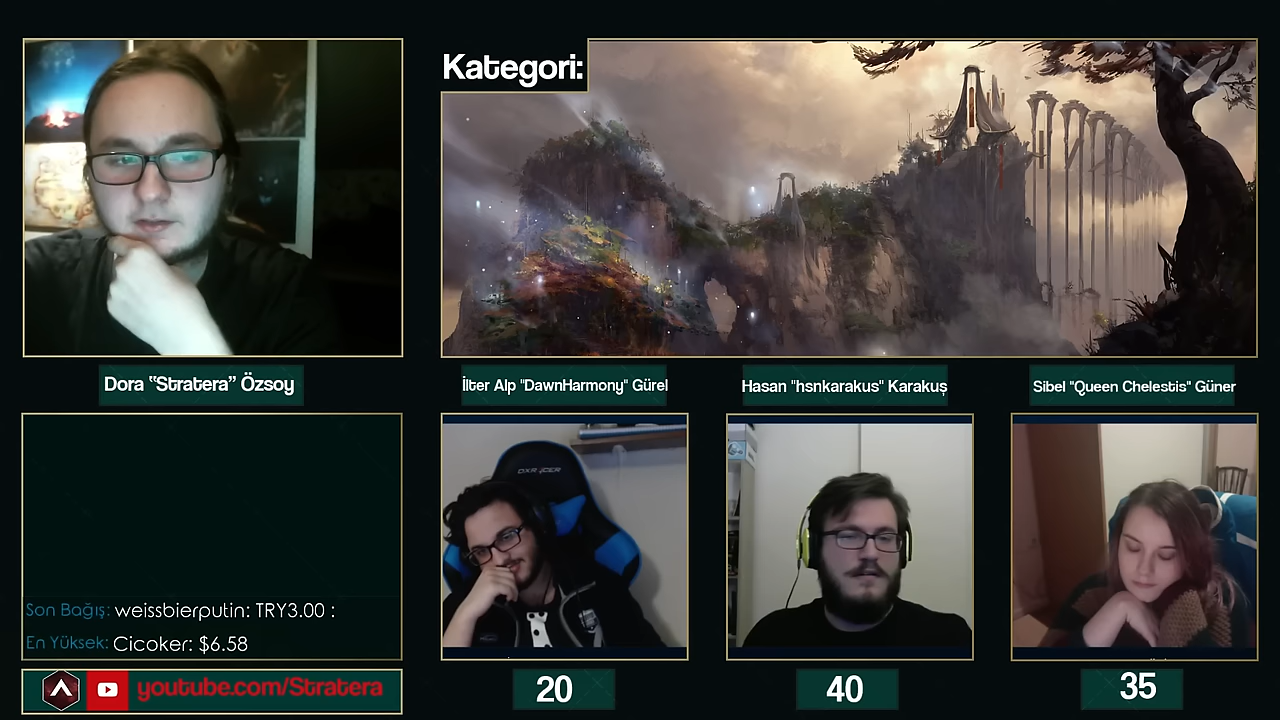 Kategori:
Dora "Stratera" Özsoy
İlter Alp "DawnHarmony" Gürel
Hasan "hsnkarakus" Karakuş
Sibel "Queen Chelestis" Güner
DXRACER
Son Bağış: weissbierputin: TRY3.00 :
En Yüksek: Cicoker: $6.58
youtube.com/Stratera
20
40
35